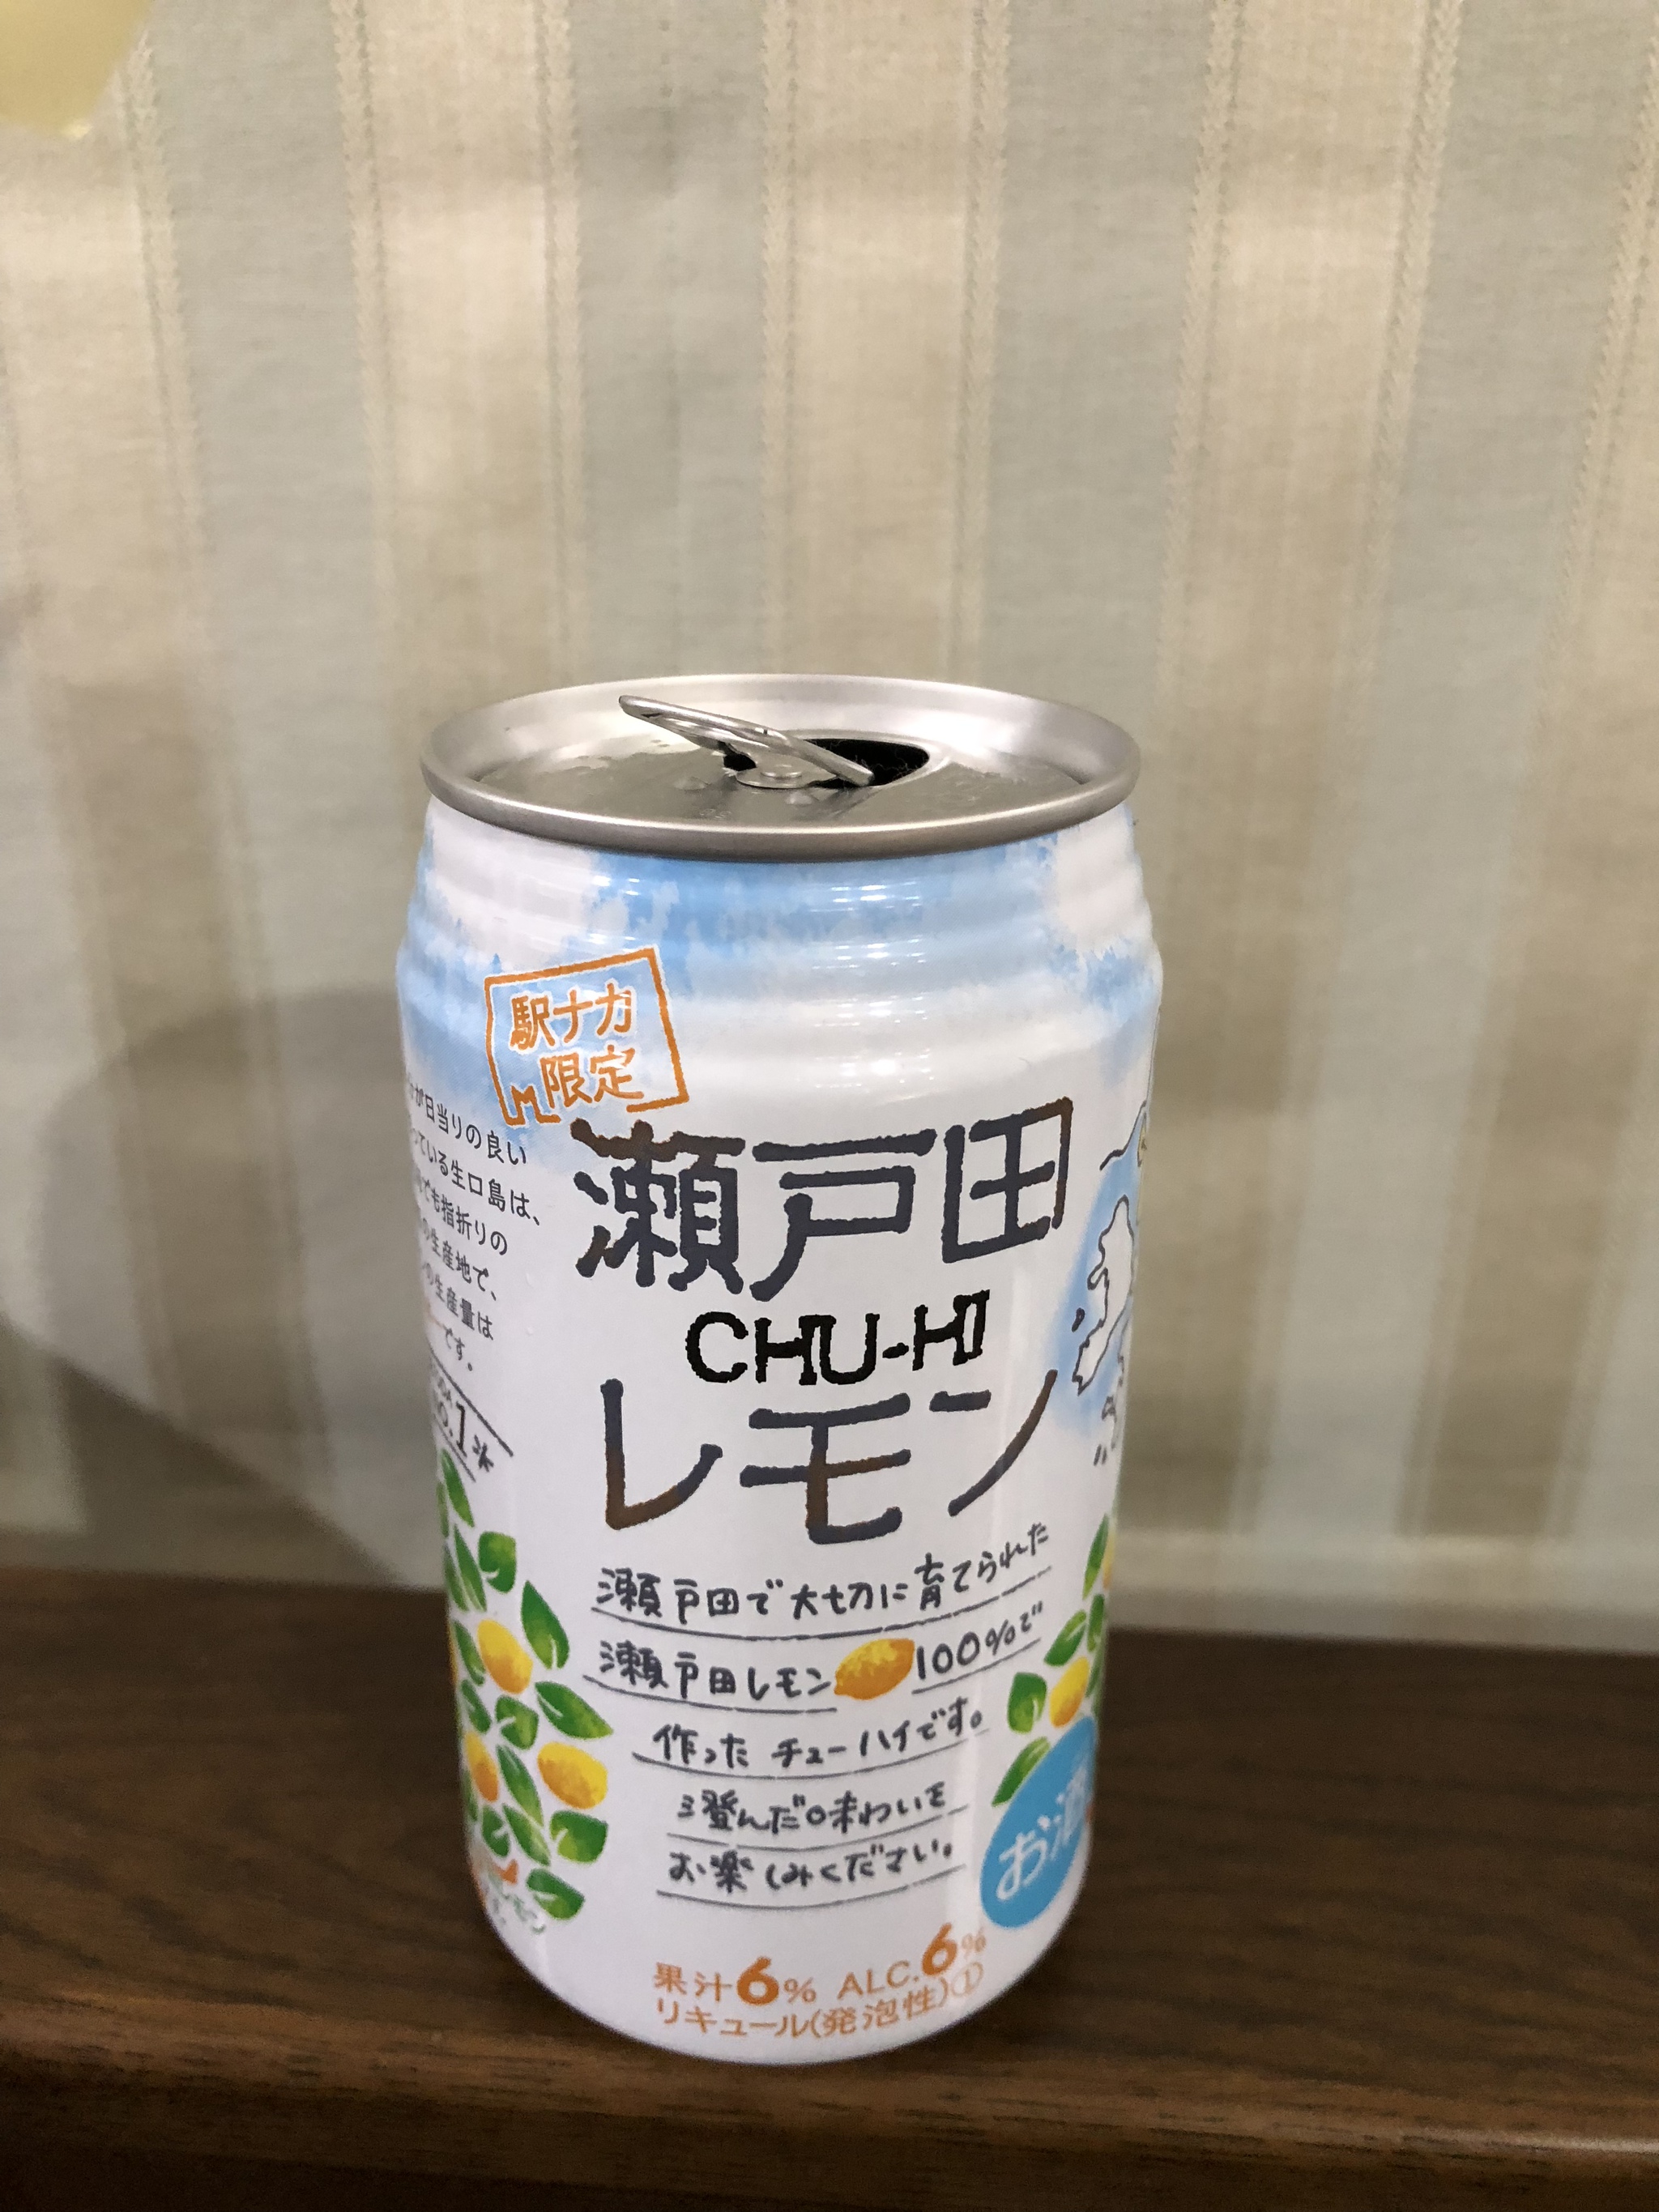 駅ナカ
限定
が日当りの良い
ている生口島は、
でも指折りの
の生産地で、
の生産量は
です。
No.1※
瀬戸田
CHU-HI
レモン
瀬戸田で大切に育てられた
瀬戸田レモン100%で
作ったチューハイです。
澄んだ味わいを
お楽しみください。
お酒
果汁6% ALC.6%
リキュール(発泡性)①